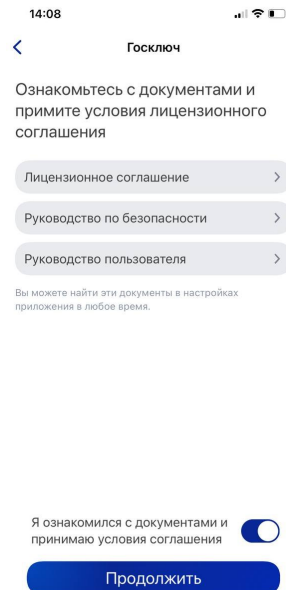 14:08
Госключ
Ознакомьтесь с документами и
примите условия лицензионного
соглашения
Лицензионное соглашение
Руководство по безопасности
Руководство пользователя
Вы можете найти эти документы в настройках
приложения в любое время.
Я ознакомился с документами и
принимаю условия соглашения
Продолжить